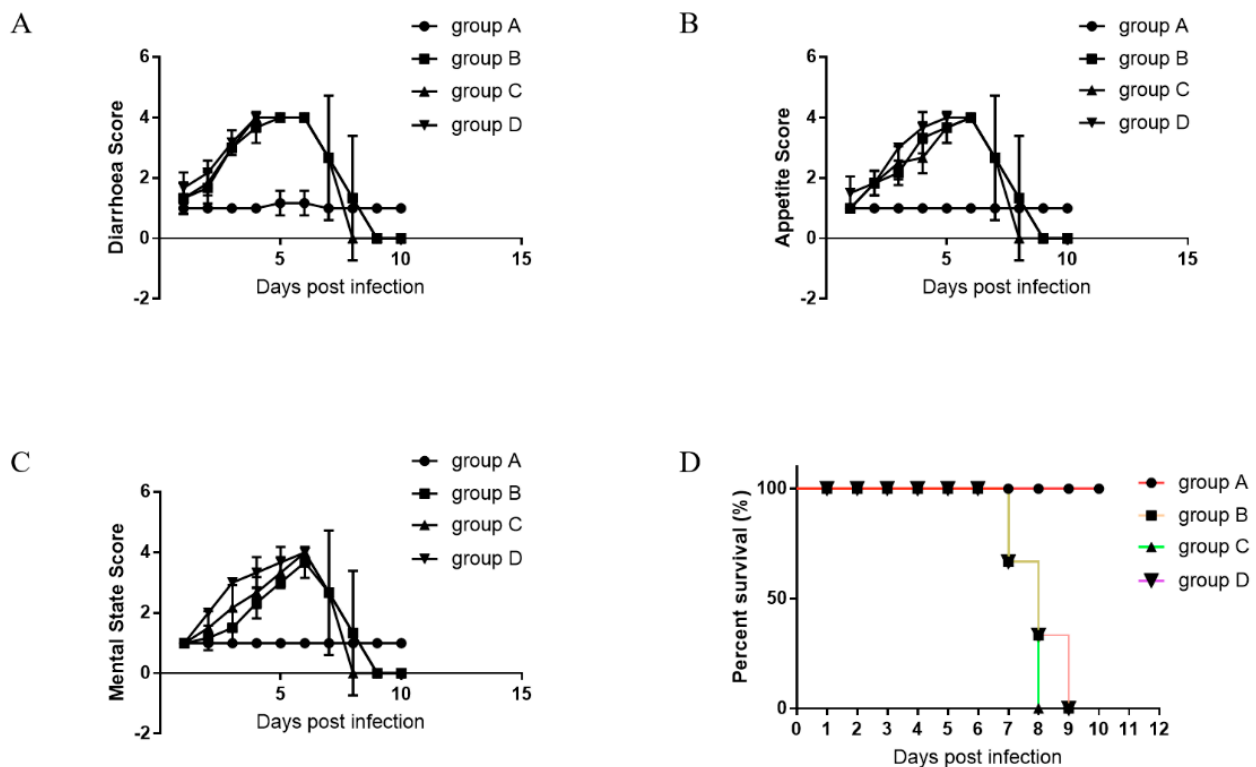 A
group A
group B
group C
group D
6
4
2
0
-2
5
10
15
Diarrhoea Score
Days post infection
B
group A
group B
group C
group D
6
4
2
0
-2
5
10
15
Appetite Score
Days post infection
C
group A
group B
group C
group D
6
4
2
0
-2
5
10
15
Mental State Score
Days post infection
D
group A
group B
group C
group D
100
50
0
0 1 2 3 4 5 6 7 8 9 10 11 12
Percent survival (%)
Days post infection